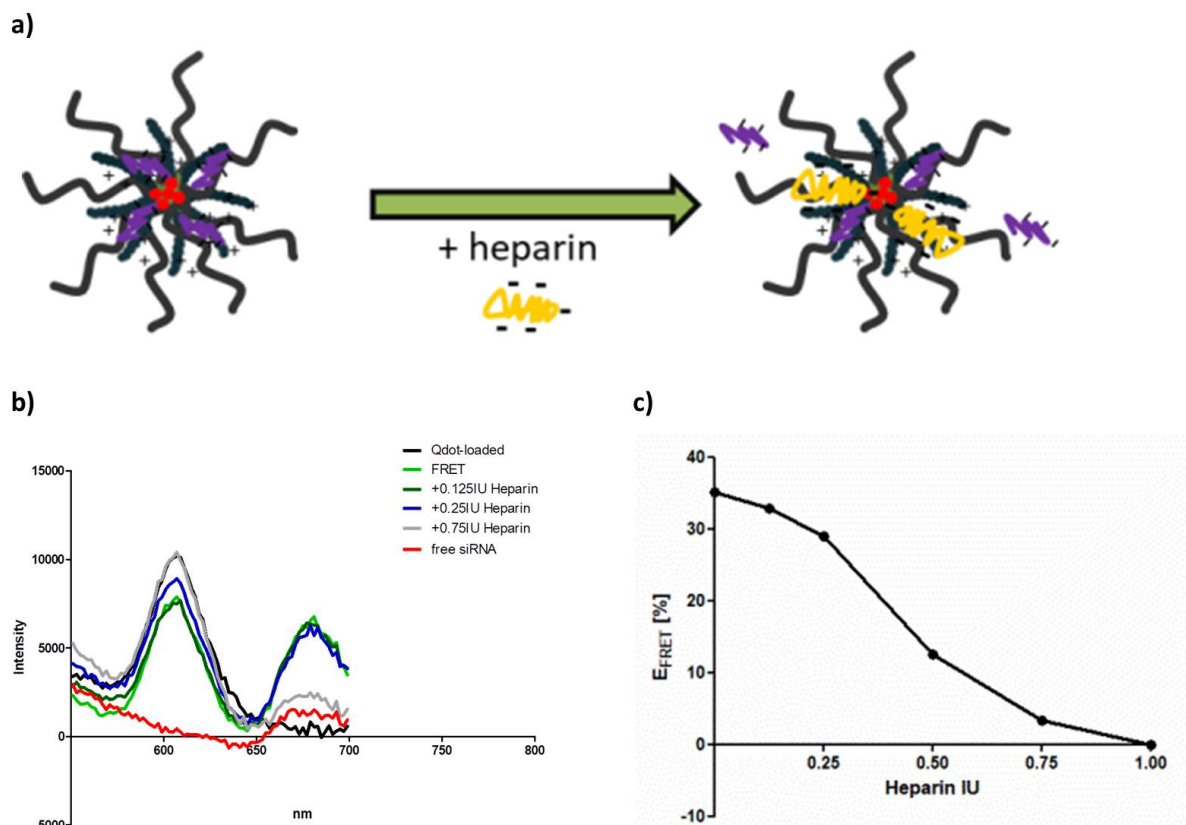 a)
+ heparin
b)
15000
10000
5000
0
5000
600
650
700
750
800
nm
Intensity
Qdot-loaded
FRET
+0.125IU Heparin
+0.25IU Heparin
+0.75IU Heparin
free siRNA
c)
40
30
20
10
0
-10
0.25
0.50
0.75
1.00
Heparin IU
EFRET [%]